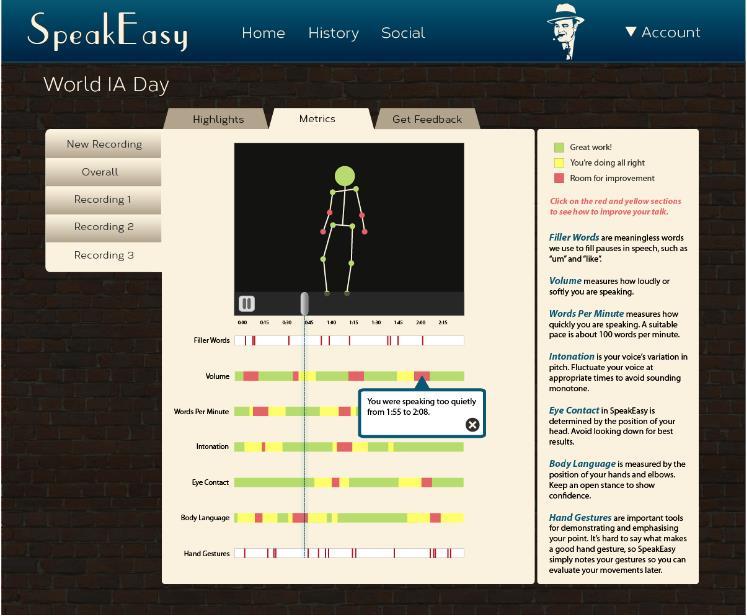 SpeakEasy
Home History Social
▼ Account
World IA Day
Highlights Metrics Get Feedback
New Recording
Overall
Recording 1
Recording 2
Recording 3
0:00 0:15 0:30 0:45 1:00 1:15 1:30 1:45 2:00 2:15
Filler Words
Volume
You were speaking too quietly
from 1:55 to 2:08.
Words Per Minute
Intonation
Eye Contact
Body Language
Hand Gestures
Great work!
You're doing all right
Room for improvement
Click on the red and yellow sections
to see how to improve your talk.
Filler Words are meaningless words
we use to fill pauses in speech, such as
"um" and "like".
Volume measures how loudly or
softly you are speaking.
Words Per Minute measures how
quickly you are speaking. A suitable
pace is about 100 words per minute.
Intonation is your voice's variation in
pitch. Fluctuate your voice at
appropriate times to avoid sounding
monotone.
Eye Contact in SpeakEasy is
determined by the position of your
head. Avoid looking down for best
results.
Body Language is measured by the
position of your hands and elbows.
Keep an open stance to show
confidence.
Hand Gestures are important tools
for demonstrating and emphasising
your point. It's hard to say what makes
a good hand gesture, so SpeakEasy
simply notes your gestures so you can
evaluate your movements later.